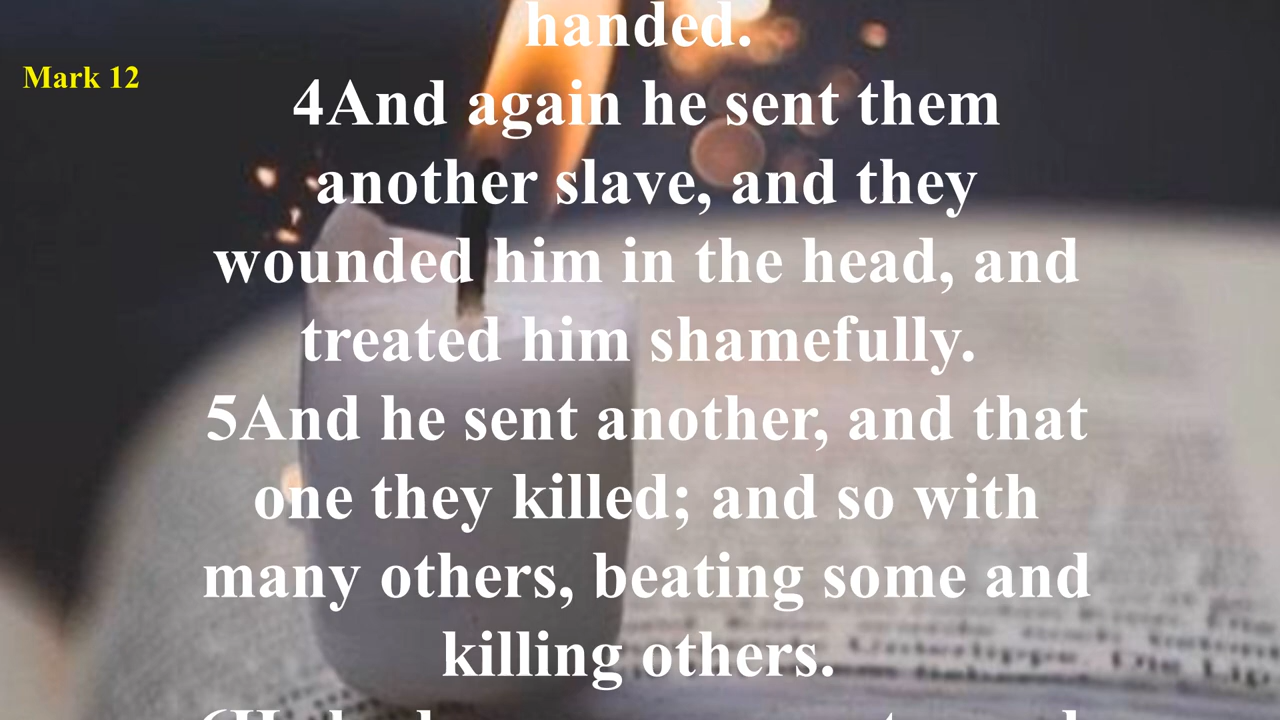 handed.
Mark 12
4And again he sent them
another slave, and they
wounded him in the head, and
treated him shamefully.
5And he sent another, and that
one they killed; and so with
many others, beating some and
killing others.